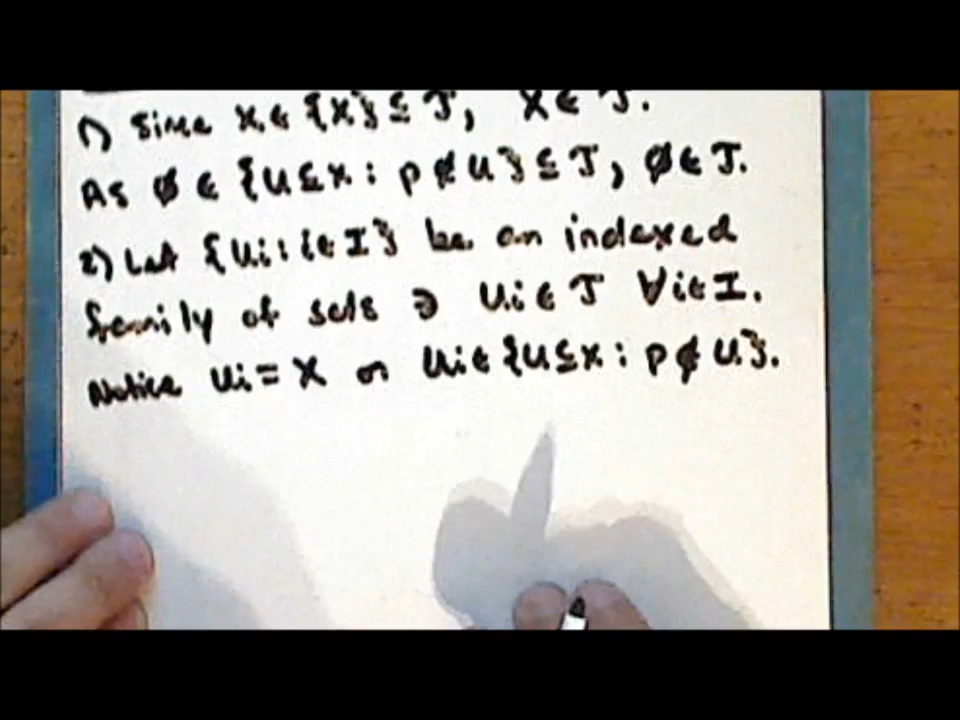 1) Since X ∈ {X} ⊆ J, X ∈ J.
As ∅ ∈ {U ⊆ X : p ∉ U} ⊆ J, ∅ ∈ J.
2) Let {Ui : i ∈ I} be an indexed
family of sets ∋ Ui ∈ J ∀ i ∈ I.
Notice Ui = X or Ui ∈ {U ⊆ X : p ∉ U}.